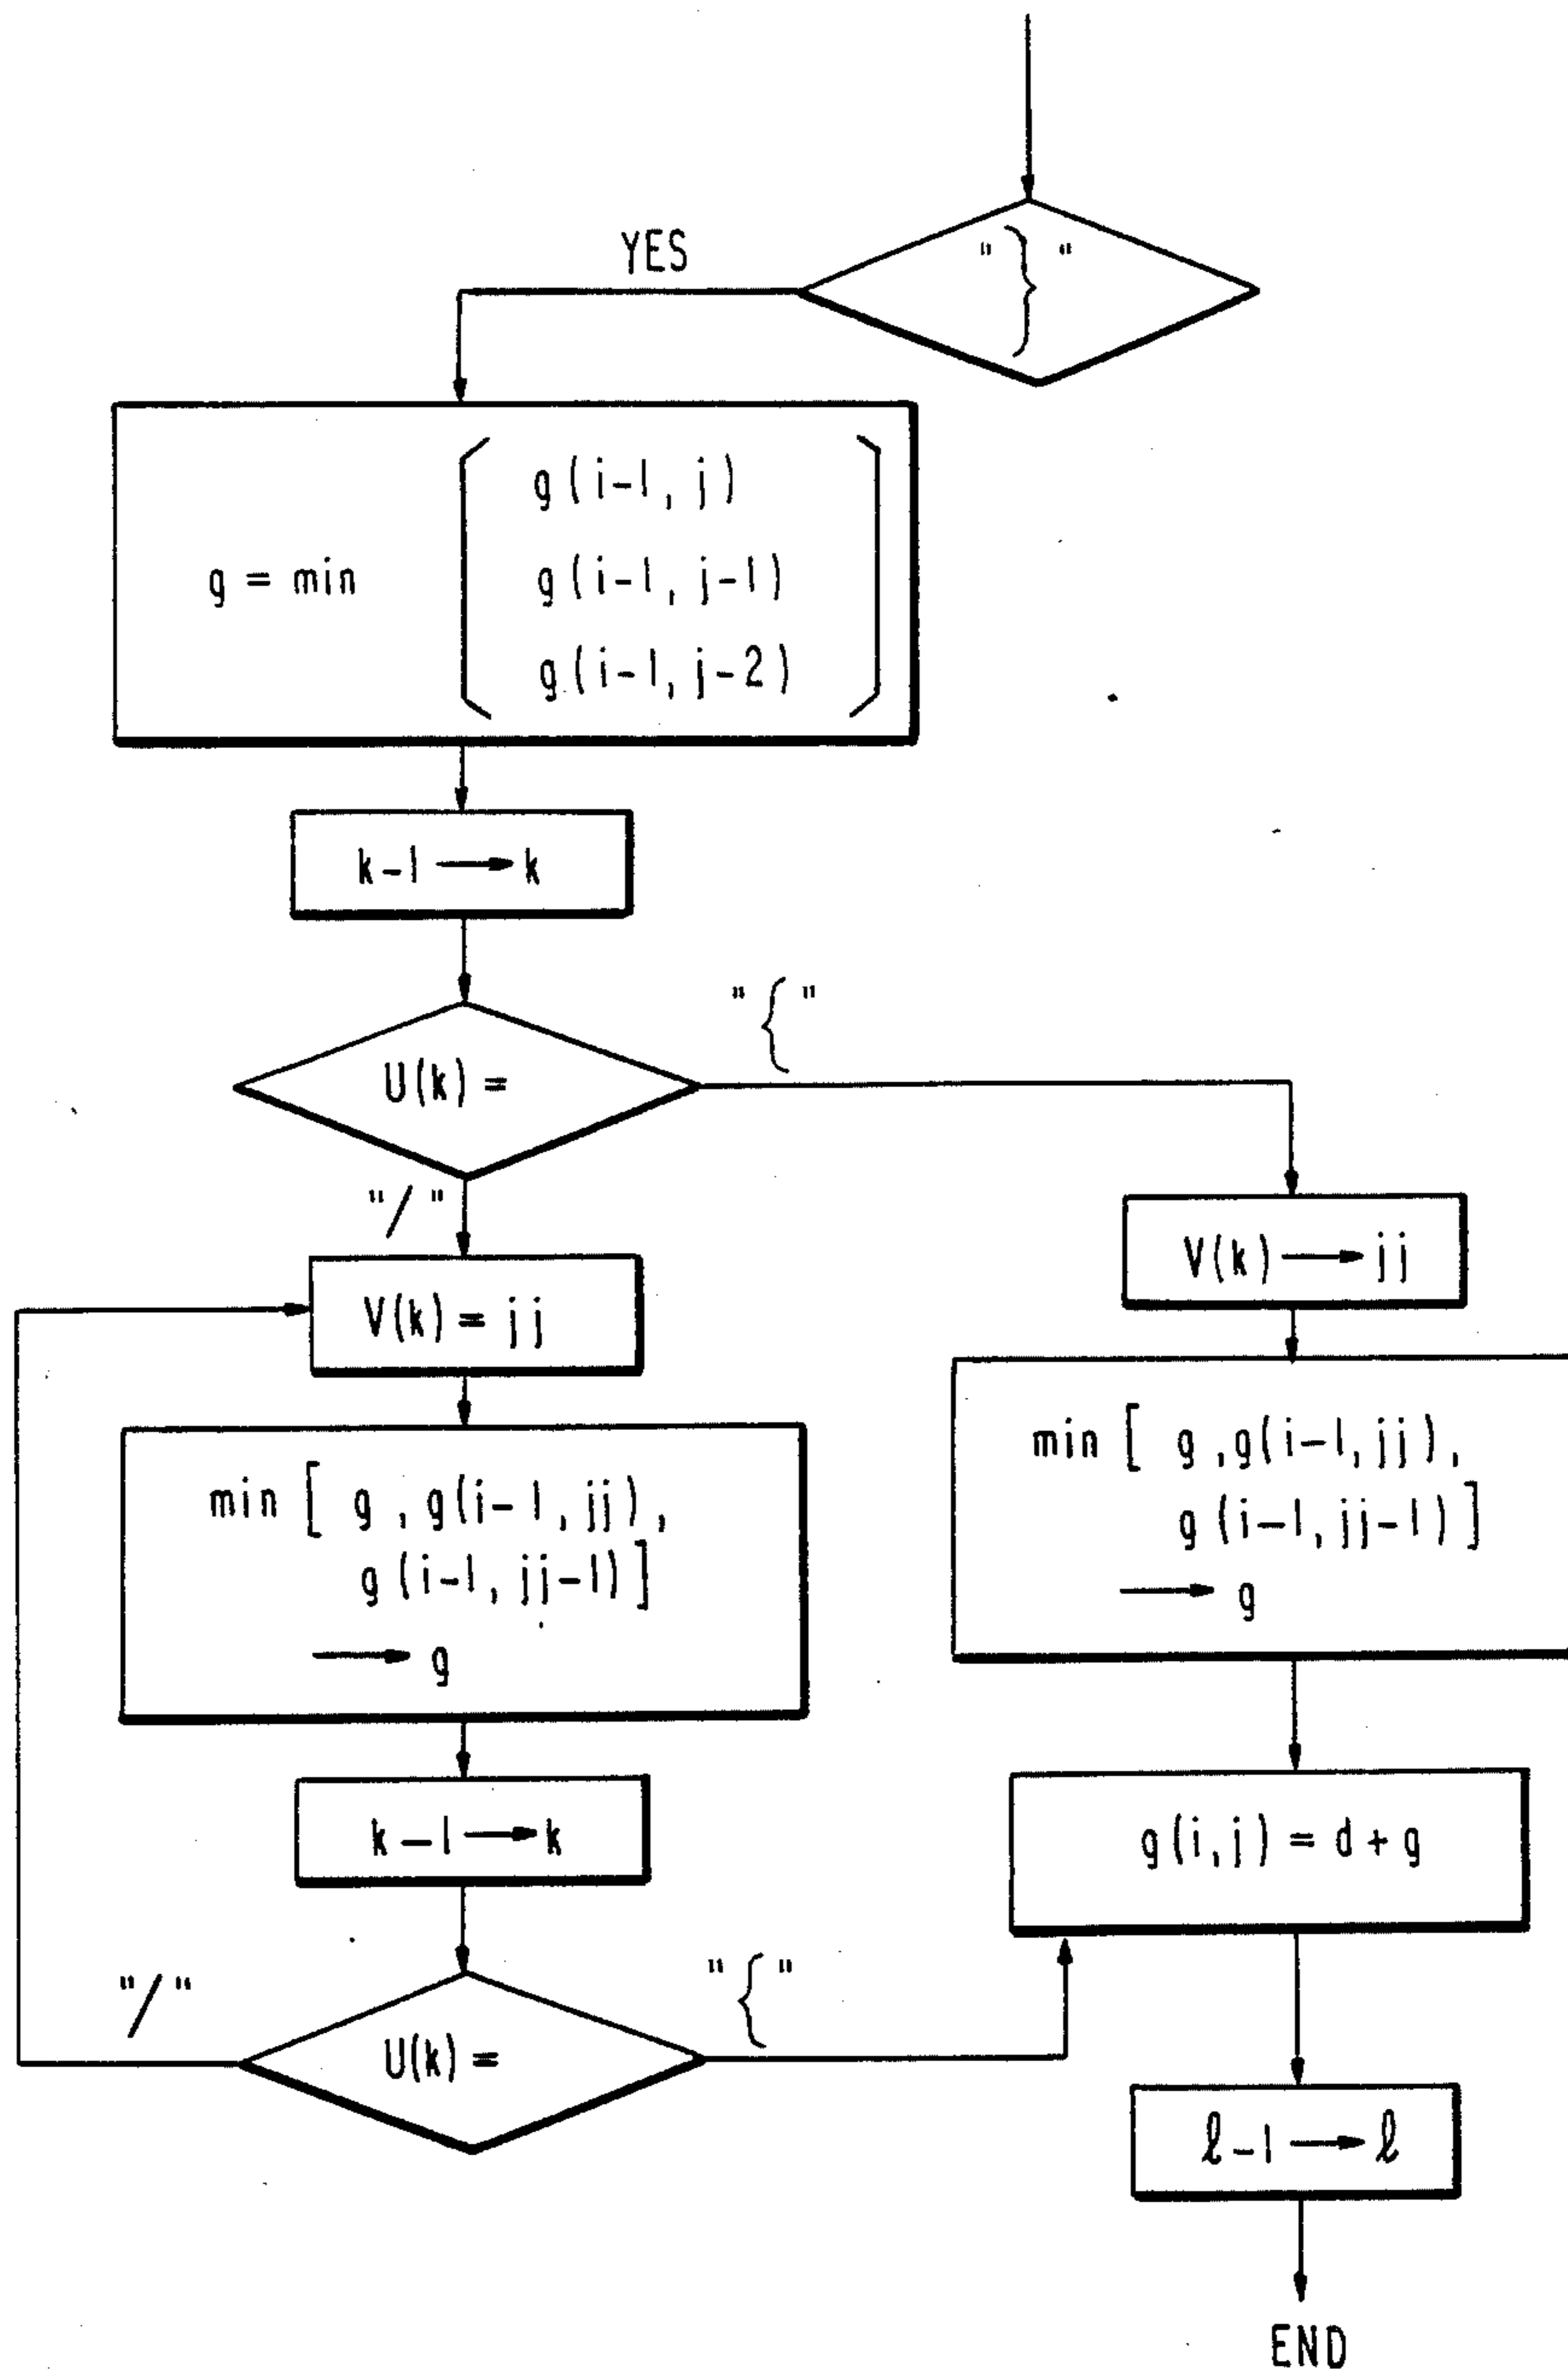 " } "
YES
g = min
g(i-1, j)
g(i-1, j-1)
g(i-1, j-2)
k-1 ⟶ k
U(k) =
" { "
"/"
V(k) ⟶ jj
V(k) = jj
min [ g ,g(i-1, jj),
g (i-1, jj-1) ]
⟶ g
min [ g , g(i-1, jj),
g (i-1, jj-1) ]
⟶ g
k-1 ⟶ k
g(i,j) = d + g
"/"
U(k) =
" { "
ℓ-1 ⟶ ℓ
END